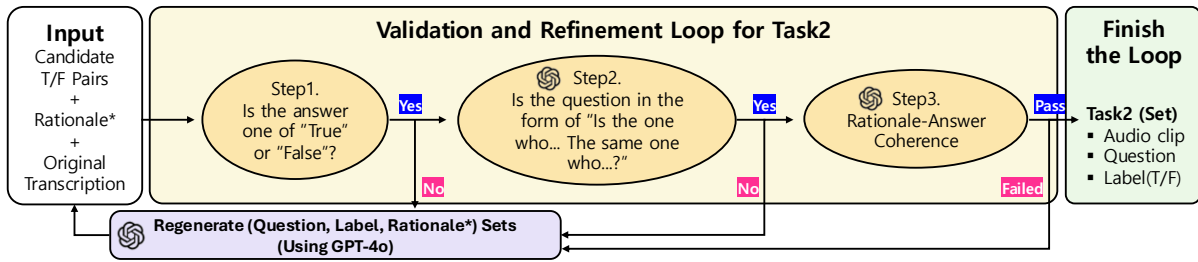 Input
Candidate
T/F Pairs
+
Rationale*
+
Original
Transcription
Validation and Refinement Loop for Task2
Step1.
Is the answer
one of "True"
or "False"?
Yes
No
Step2.
Is the question in the
form of "Is the one
who... The same one
who...?"
Yes
No
Step3.
Rationale-Answer
Coherence
Pass
Failed
Finish
the Loop
Task2 (Set)
▪ Audio clip
▪ Question
▪ Label(T/F)
Regenerate (Question, Label, Rationale*) Sets
(Using GPT-4o)